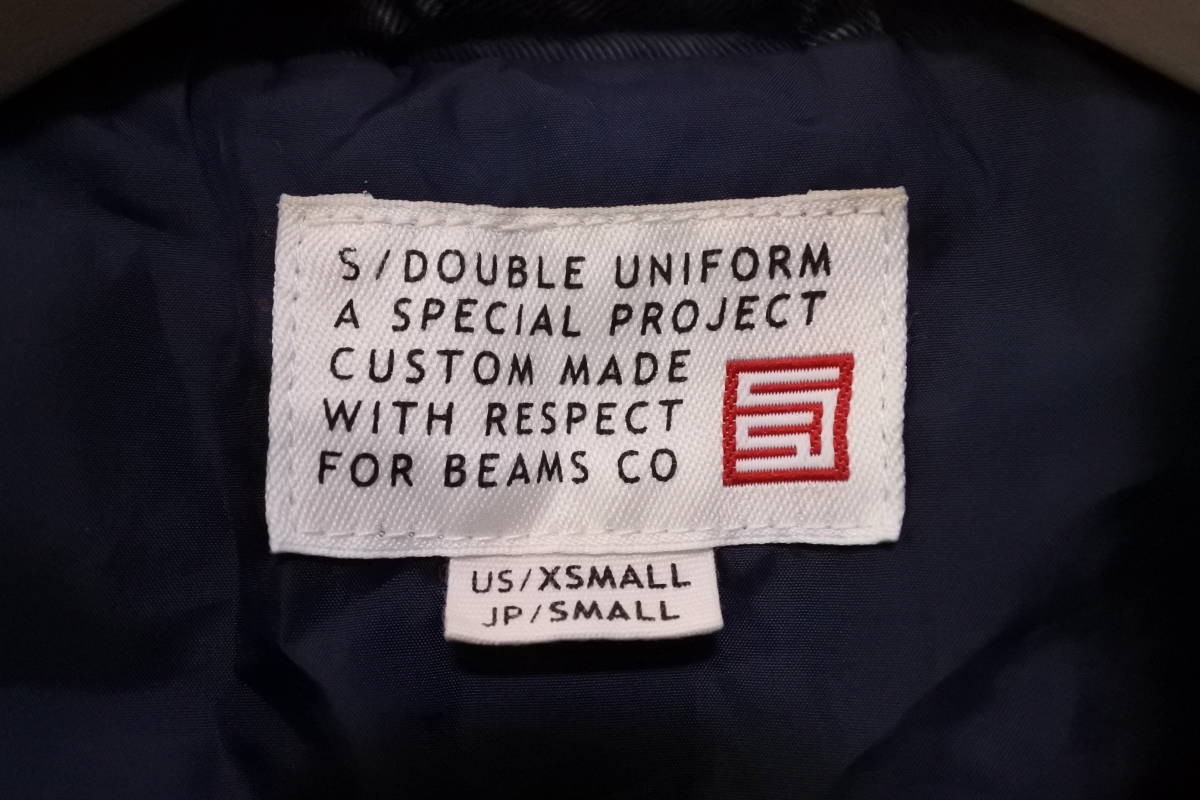 S/DOUBLE UNIFORM
A SPECIAL PROJECT
CUSTOM MADE
WITH RESPECT
FOR BEAMS CO
US/XSMALL
JP/SMALL